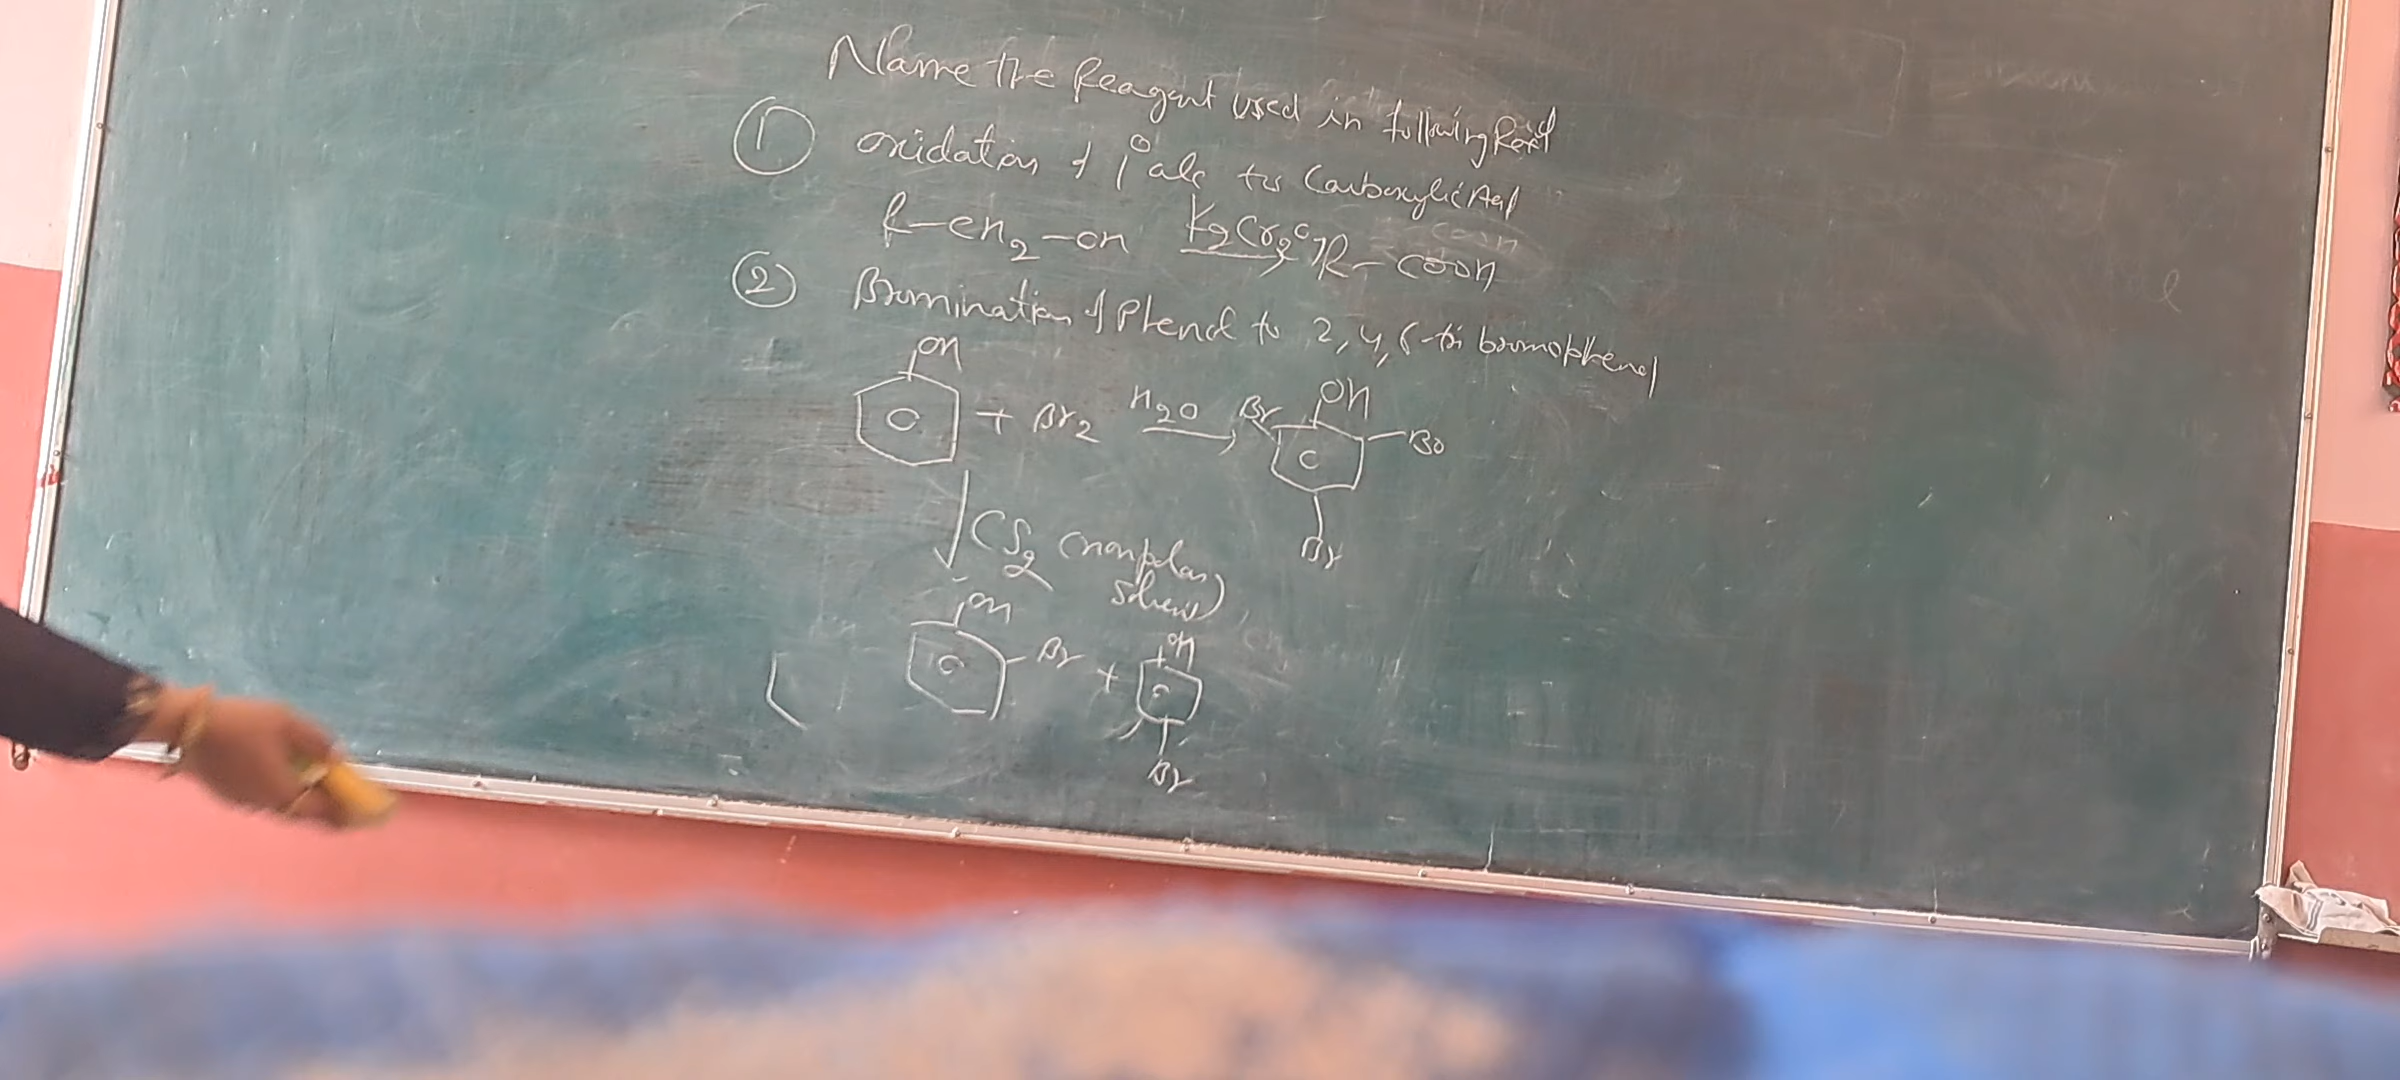 Name the Reagent used in following Rext
① oxidation of 1° alc to Carboxylic Acid
R-CH2-OH K2Cr2O7 R-COOH
② Bromination of Phenol to 2,4,6-tri bromophenol
OH
+ Br2 H2O Br OH Br
Br
CS2 (nonpolar
solvent)
OH Br + OH
Br